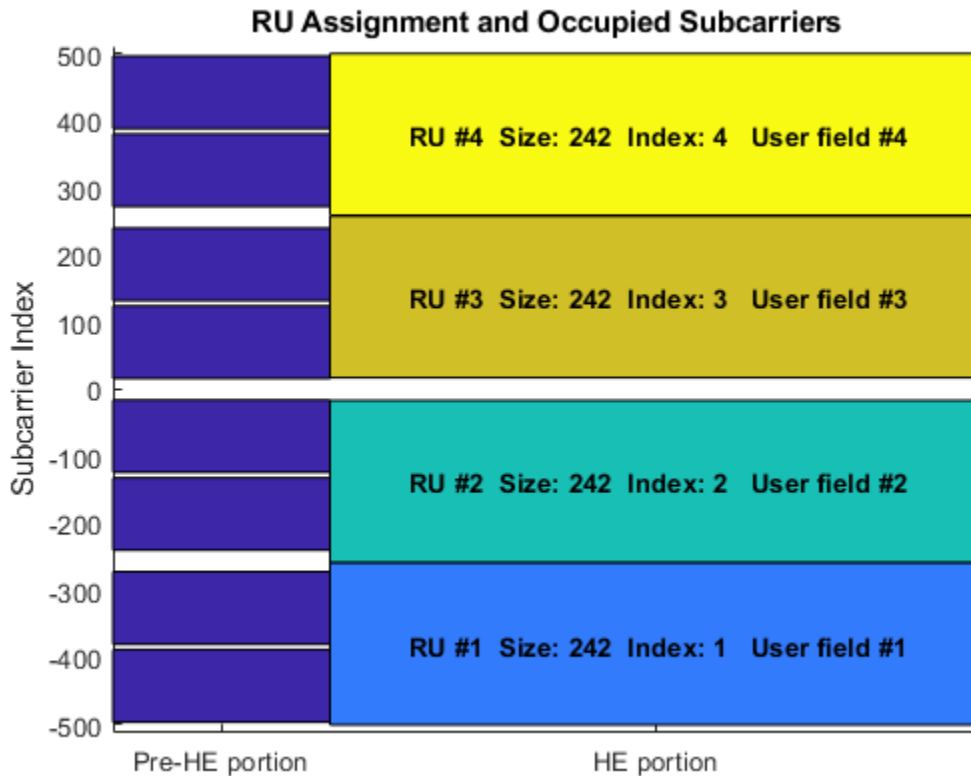 RU Assignment and Occupied Subcarriers
500
400
300
200
100
0
-100
-200
-300
-400
-500
Subcarrier Index
RU #4 Size: 242 Index: 4 User field #4
RU #3 Size: 242 Index: 3 User field #3
RU #2 Size: 242 Index: 2 User field #2
RU #1 Size: 242 Index: 1 User field #1
Pre-HE portion
HE portion